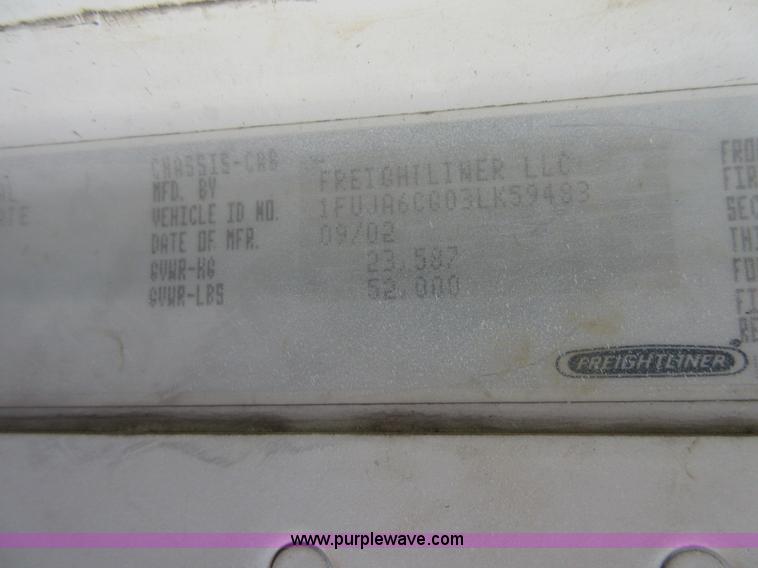 CHASSIS-CAB
MFD. BY FREIGHTLINER LLC
VEHICLE ID NO. 1FUJA6CG03LK59483
DATE OF MFR. 09/02
GVWR-KG 23,587
GVWR-LBS 52,000
FREIGHTLINER
www.purplewave.com